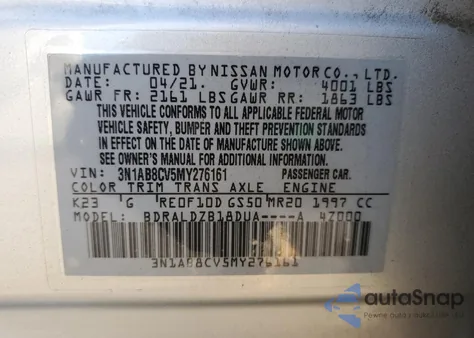 MANUFACTURED BY NISSAN MOTOR CO., LTD.
DATE: 04/21. GVWR: 4001 LBS
GAWR FR: 2161 LBS GAWR RR: 1863 LBS
THIS VEHICLE CONFORMS TO ALL APPLICABLE FEDERAL MOTOR
VEHICLE SAFETY, BUMPER AND THEFT PREVENTION STANDARDS
IN EFFECT ON THE DATE OF MANUFACTURE SHOWN ABOVE.
SEE OWNER'S MANUAL FOR MORE INFORMATION.
VIN: 3N1AB8CV5MY276161 PASSENGER CAR.
COLOR TRIM TRANS AXLE ENGINE
K23 G RE0F10D GS50 MR20 1997 CC
MODEL: BDRALDZB18DUA----A 4Z000
3N1AB8CV5MY276161
autoSnap